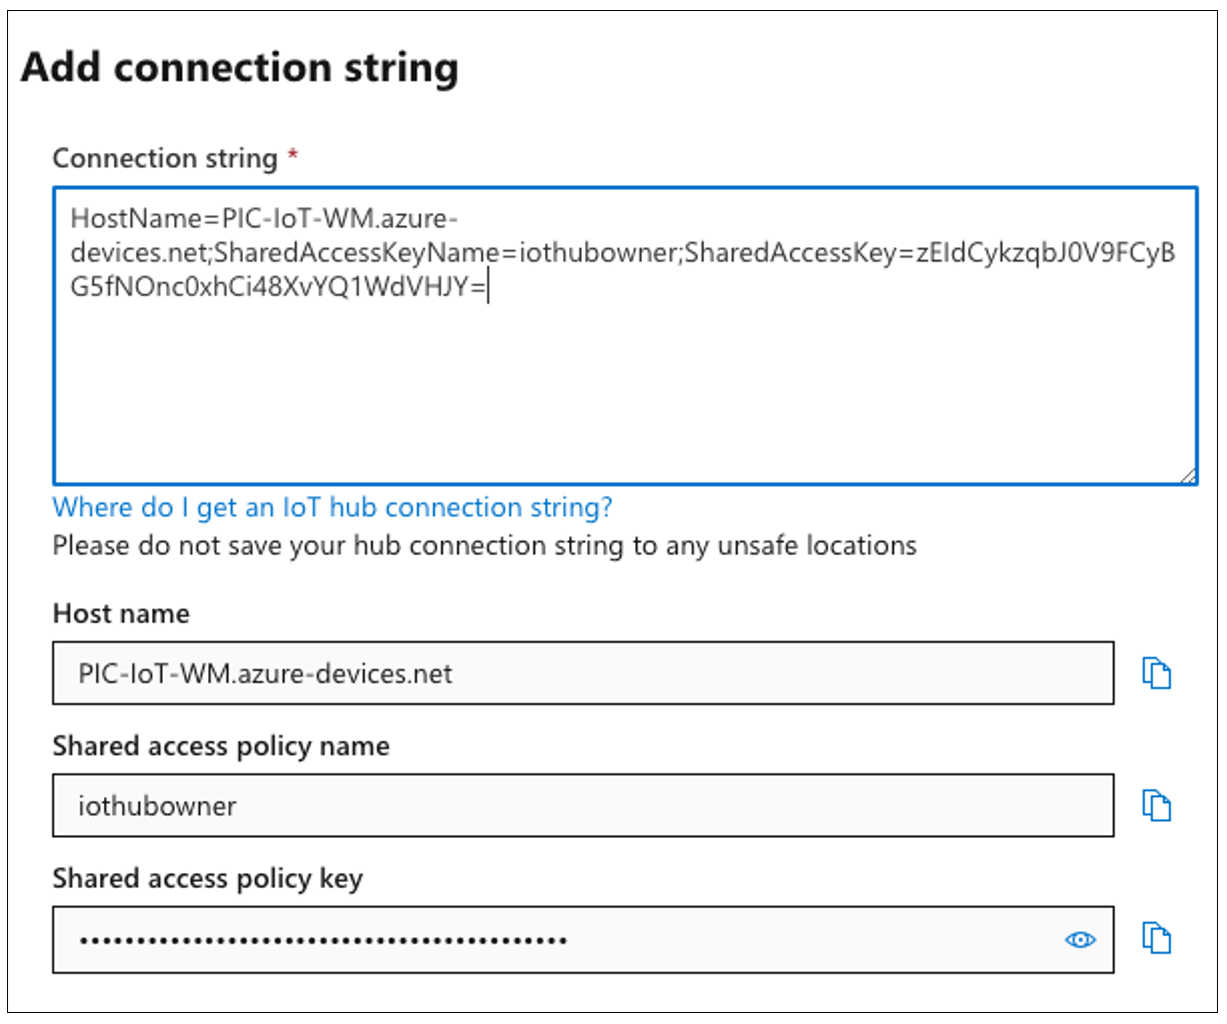 Add connection string
Connection string *
HostName=PIC-IoT-WM.azure-
devices.net;SharedAccessKeyName=iothubowner;SharedAccessKey=zEIdCykzqbJ0V9FCyB
G5fNOnc0xhCi48XvYQ1WdVHJY=
Where do I get an IoT hub connection string?
Please do not save your hub connection string to any unsafe locations
Host name
PIC-IoT-WM.azure-devices.net
Shared access policy name
iothubowner
Shared access policy key
•••••••••••••••••••••••••••••••••••••••••••